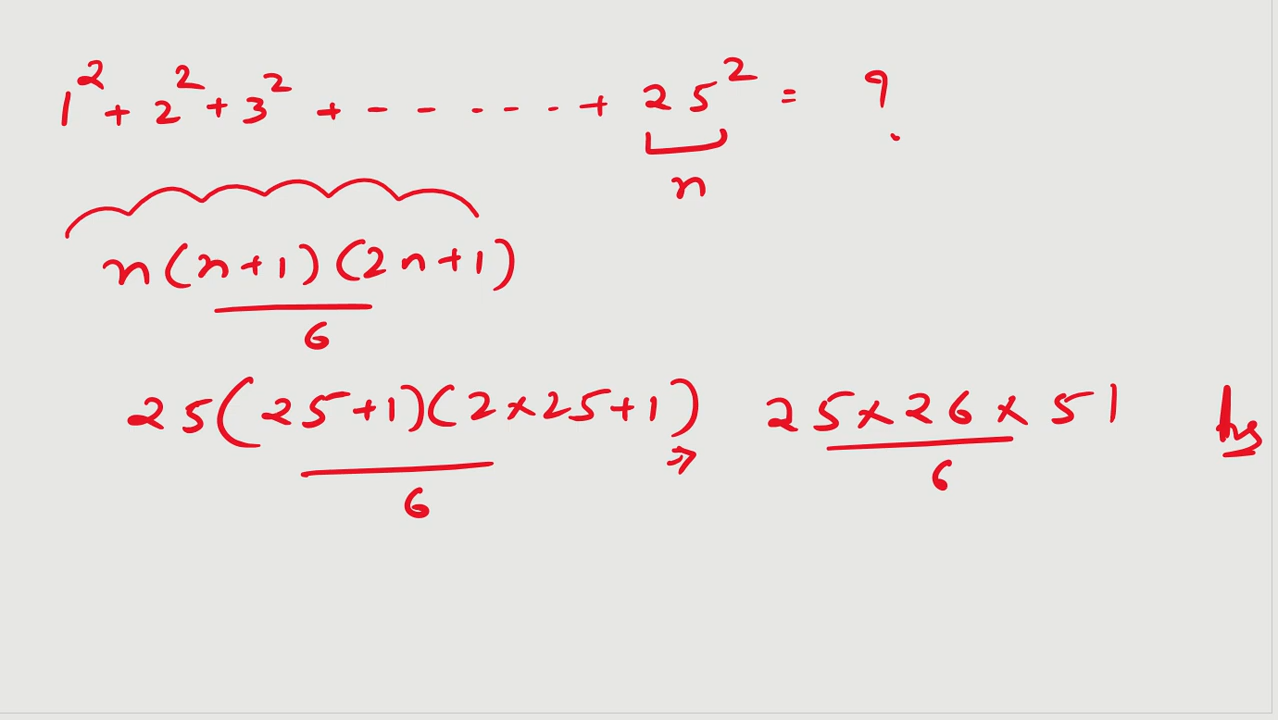 1² + 2² + 3² + - - - - - - + 25² = ?
n
n(n+1)(2n+1)
6
25(25+1)(2×25+1) ⇒ 25×26×51 Ans
6 6